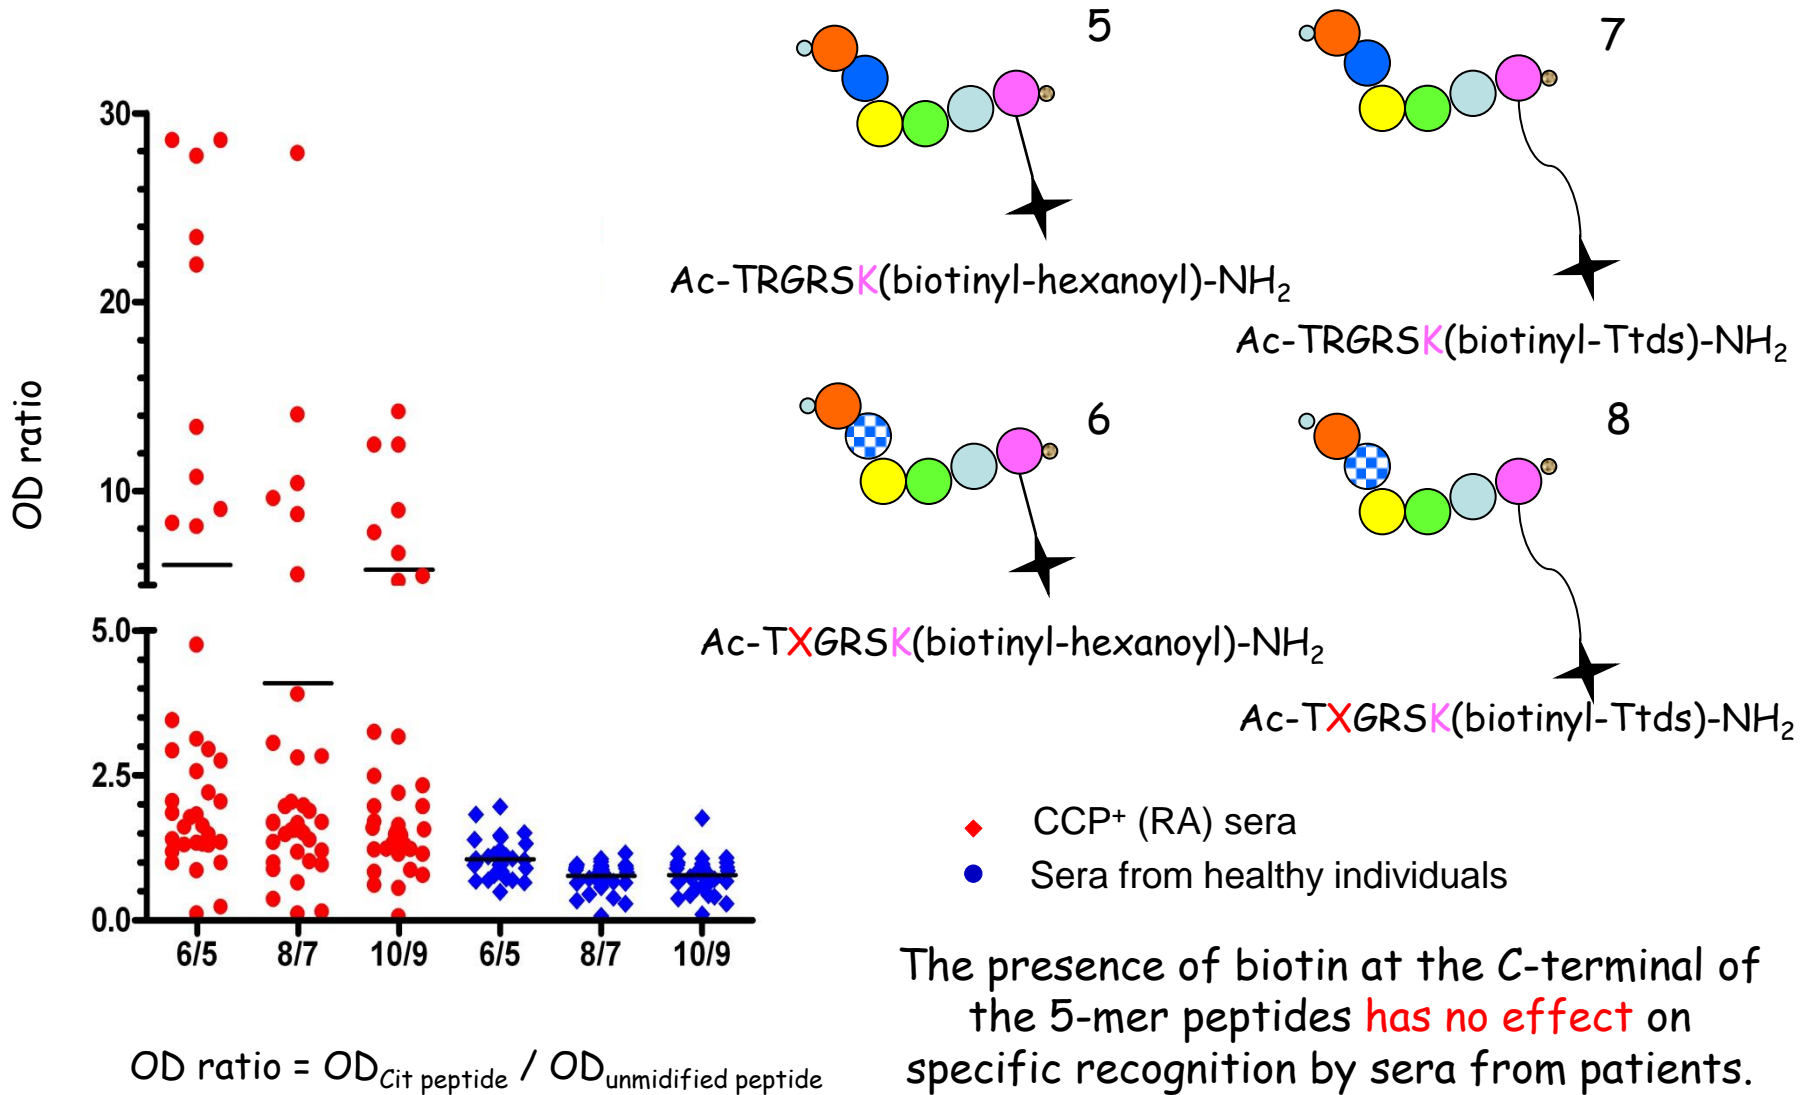 5
7
30
20
10
5.0
2.5
0.0
OD ratio
6/5
8/7
10/9
6/5
8/7
10/9
OD ratio = OD Cit peptide / OD unmidified peptide
Ac-TRGRSK(biotinyl-hexanoyl)-NH2
Ac-TRGRSK(biotinyl-Ttds)-NH2
6
8
Ac-TXGRSK(biotinyl-hexanoyl)-NH2
Ac-TXGRSK(biotinyl-Ttds)-NH2
CCP+ (RA) sera
Sera from healthy individuals
The presence of biotin at the C-terminal of
the 5-mer peptides has no effect on
specific recognition by sera from patients.